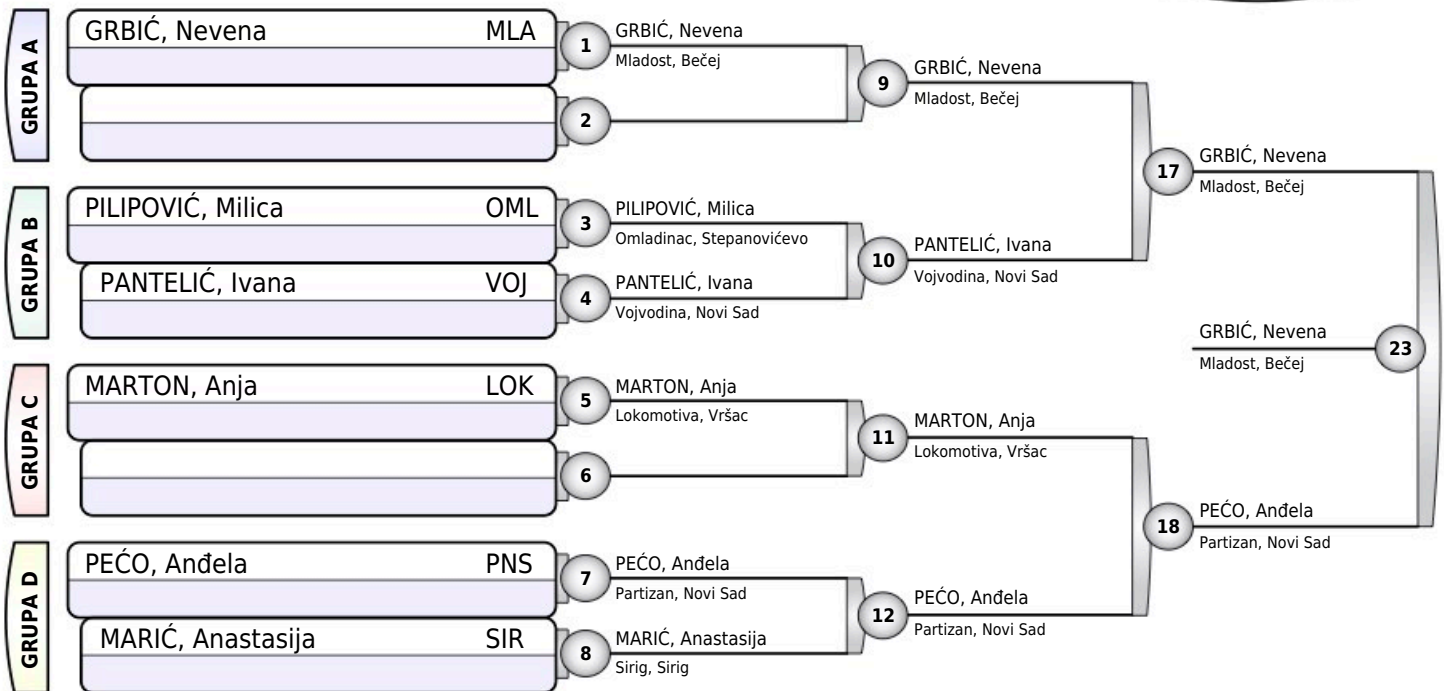 GRUPA A
GRBIĆ, Nevena MLA
1
GRBIĆ, Nevena
Mladost, Bečej
2
9
GRBIĆ, Nevena
Mladost, Bečej
17
GRBIĆ, Nevena
Mladost, Bečej
GRUPA B
PILIPOVIĆ, Milica OML
3
PILIPOVIĆ, Milica
Omladinac, Stepanovićevo
PANTELIĆ, Ivana VOJ
4
PANTELIĆ, Ivana
Vojvodina, Novi Sad
10
PANTELIĆ, Ivana
Vojvodina, Novi Sad
GRBIĆ, Nevena
Mladost, Bečej
23
GRUPA C
MARTON, Anja LOK
5
MARTON, Anja
Lokomotiva, Vršac
6
11
MARTON, Anja
Lokomotiva, Vršac
18
PEĆO, Anđela
Partizan, Novi Sad
GRUPA D
PEĆO, Anđela PNS
7
PEĆO, Anđela
Partizan, Novi Sad
MARIĆ, Anastasija SIR
8
MARIĆ, Anastasija
Sirig, Sirig
12
PEĆO, Anđela
Partizan, Novi Sad